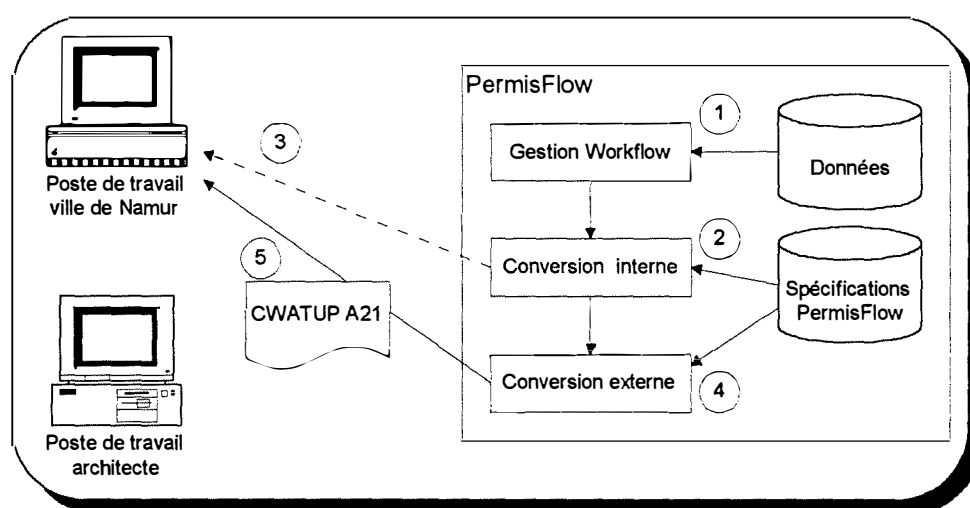 PermisFlow
1
Gestion Workflow
Données
3
Poste de travail
ville de Namur
2
Conversion interne
Spécifications
PermisFlow
5
CWATUP A21
Conversion externe
4
Poste de travail
architecte